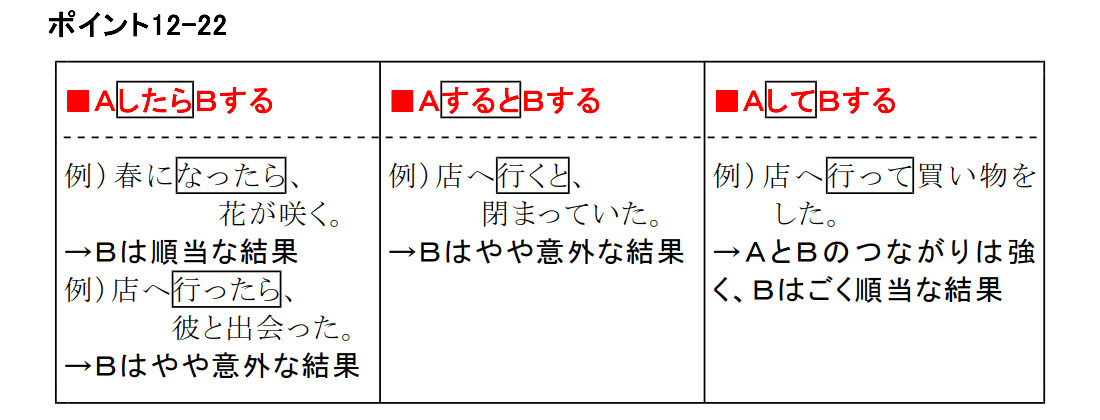 ポイント12-22
■AしたらBする
例）春になったら、
花が咲く。
→Bは順当な結果
例）店へ行ったら、
彼と出会った。
→Bはやや意外な結果
■AするとBする
例）店へ行くと、
閉まっていた。
→Bはやや意外な結果
■AしてBする
例）店へ行って買い物を
した。
→AとBのつながりは強
く、Bはごく順当な結果